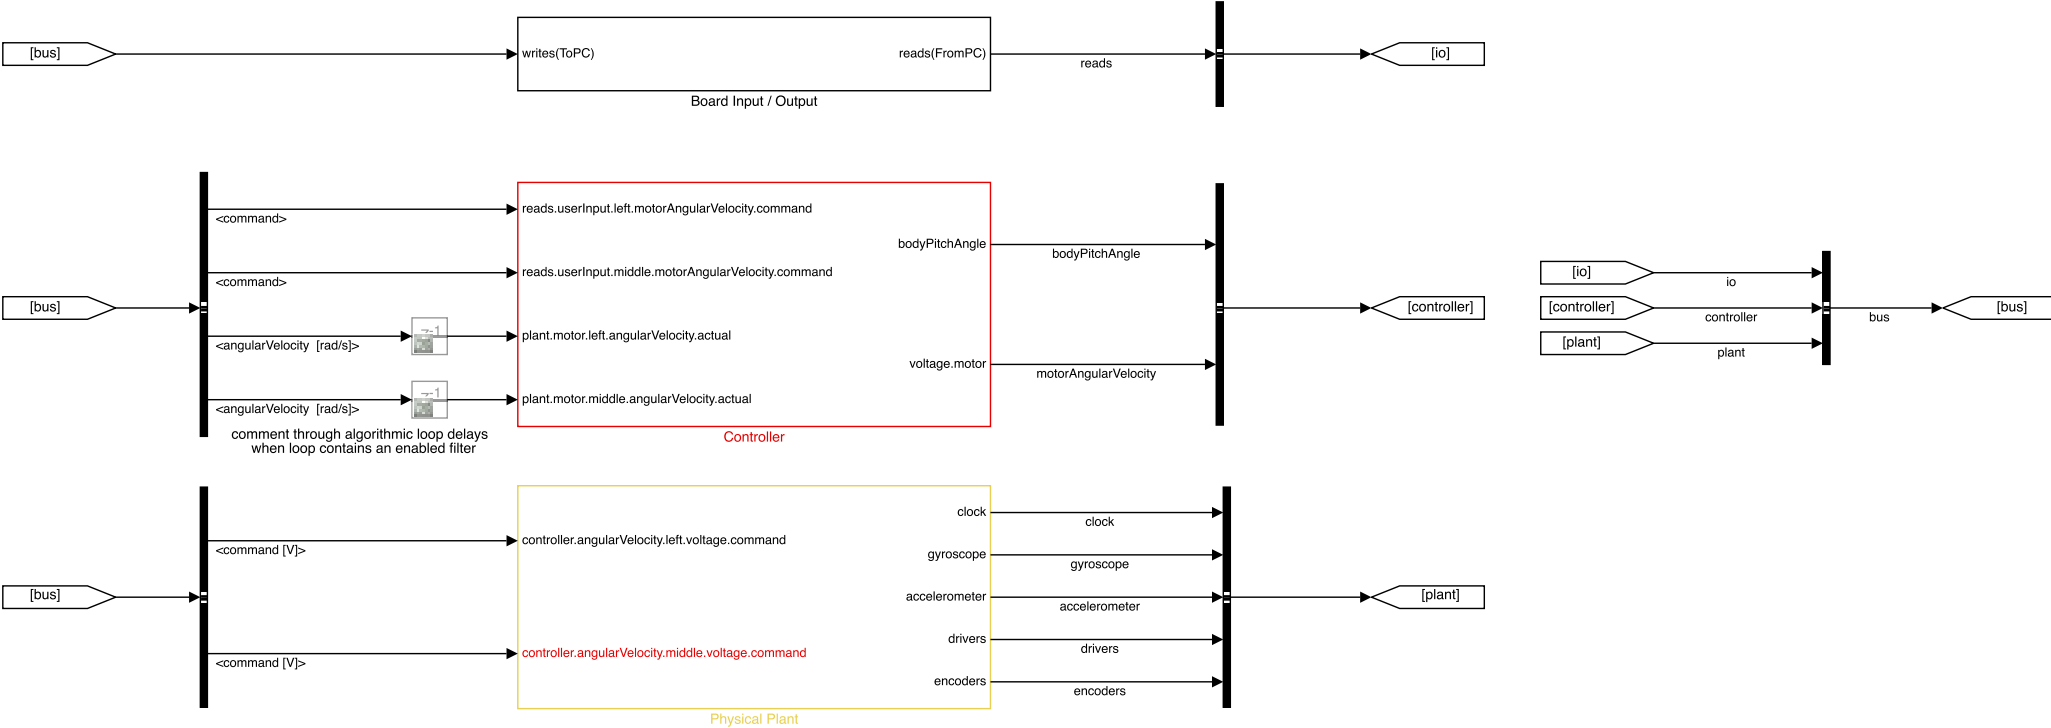 [bus]
writes(ToPC)
reads(FromPC)
reads
[io]
Board Input / Output
[bus]
<command>
<command>
<angularVelocity  [rad/s]>
<angularVelocity  [rad/s]>
comment through algorithmic loop delays
when loop contains an enabled filter
reads.userInput.left.motorAngularVelocity.command
reads.userInput.middle.motorAngularVelocity.command
plant.motor.left.angularVelocity.actual
plant.motor.middle.angularVelocity.actual
bodyPitchAngle
voltage.motor
Controller
bodyPitchAngle
motorAngularVelocity
[controller]
[io]
io
[controller]
controller
[plant]
plant
bus
[bus]
[bus]
<command [V]>
<command [V]>
controller.angularVelocity.left.voltage.command
controller.angularVelocity.middle.voltage.command
clock
gyroscope
accelerometer
drivers
encoders
Physical Plant
clock
gyroscope
accelerometer
drivers
encoders
[plant]